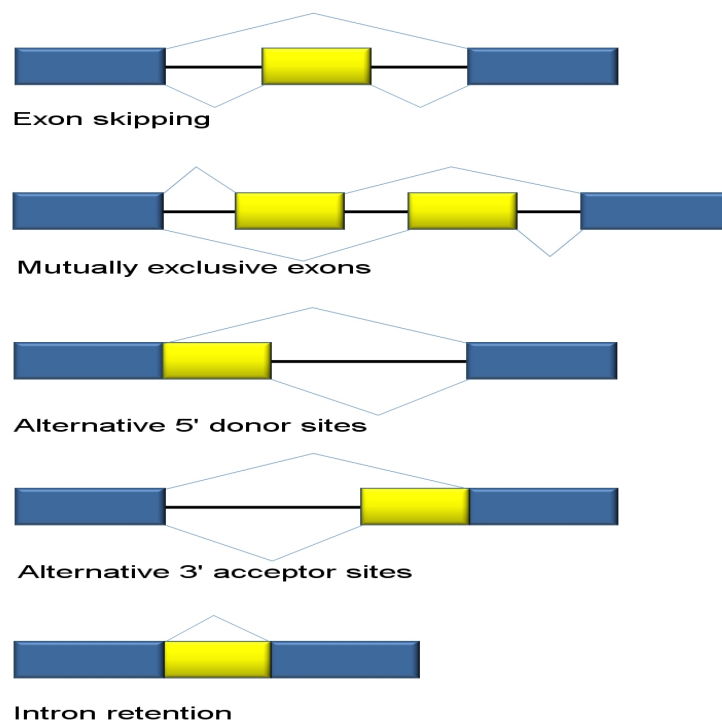 Exon skipping
Mutually exclusive exons
Alternative 5' donor sites
Alternative 3' acceptor sites
Intron retention